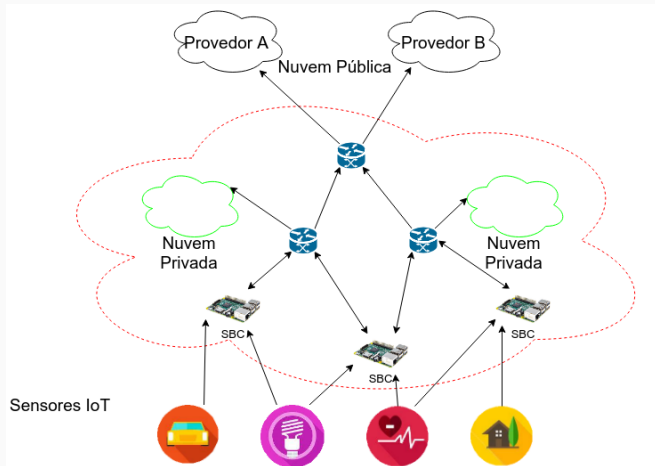 Provedor A
Provedor B
Nuvem Pública
Nuvem
Privada
Nuvem
Privada
SBC
SBC
SBC
Sensores IoT